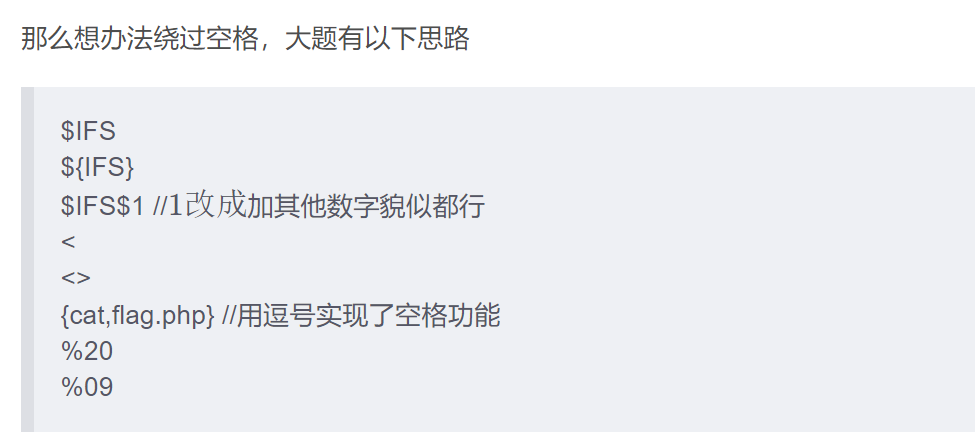 那么想办法绕过空格，大题有以下思路
$IFS
${IFS}
$IFS$1 //1改成加其他数字貌似都行
<
<>
{cat,flag.php} //用逗号实现了空格功能
%20
%09